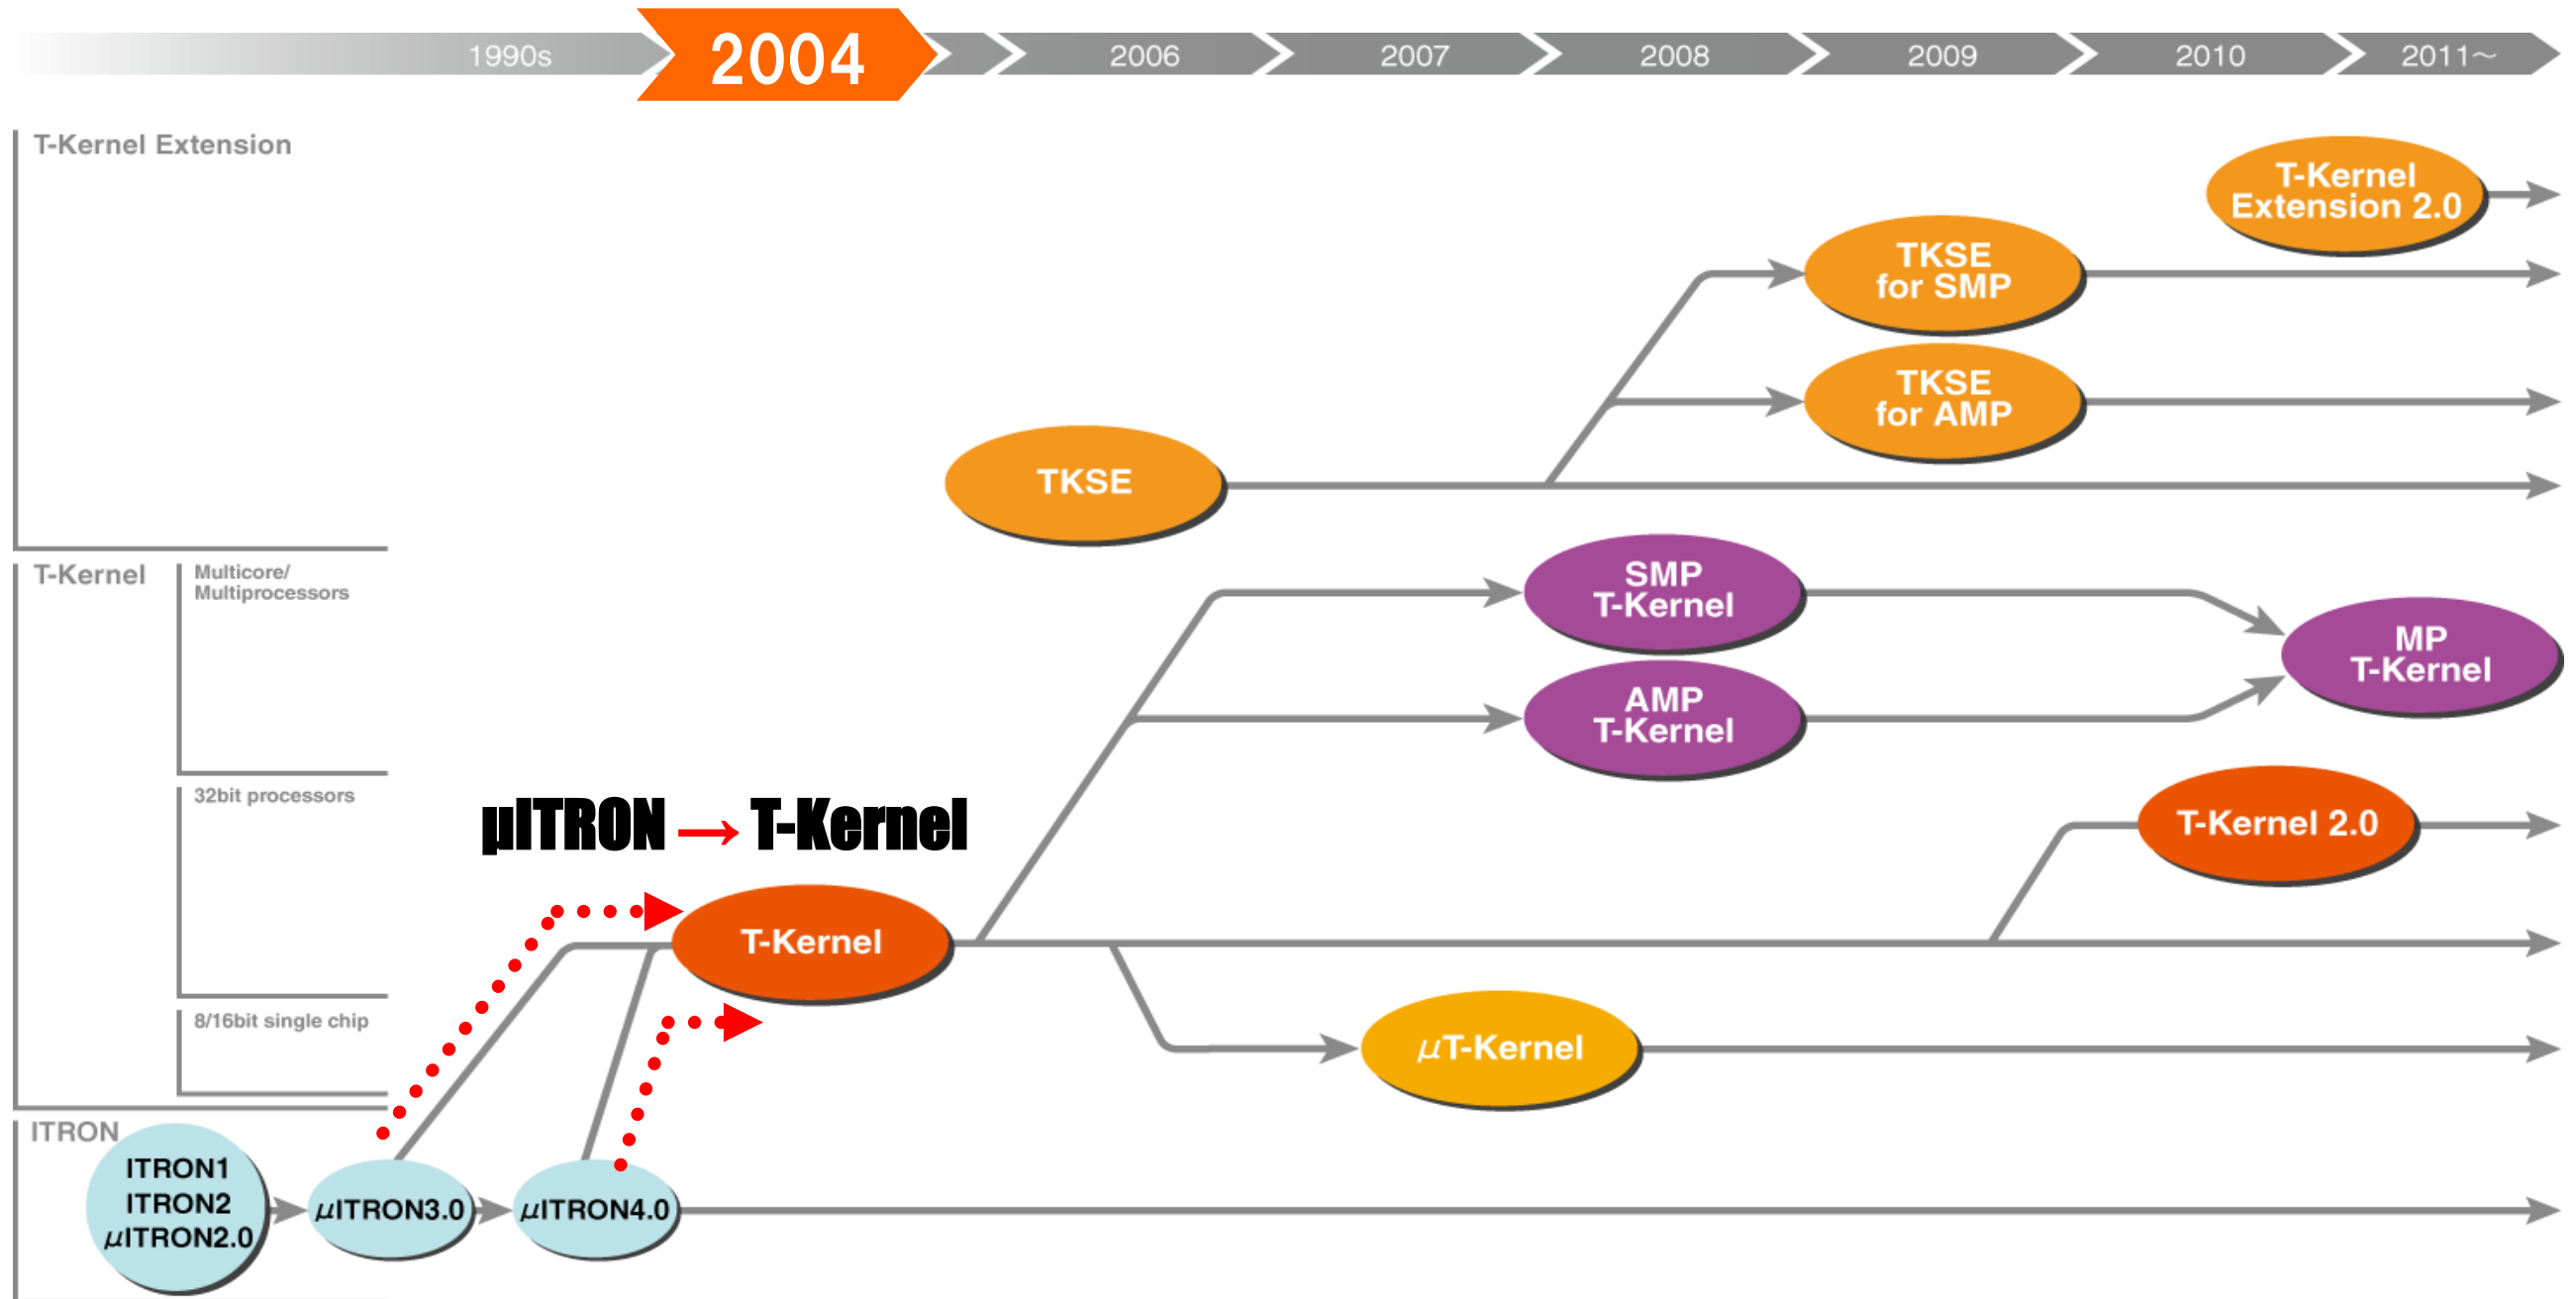 1990s
2004
2006
2007
2008
2009
2010
2011～
T-Kernel Extension
T-Kernel
Extension 2.0
TKSE
for SMP
TKSE
for AMP
TKSE
T-Kernel
Multicore/
Multiprocessors
SMP
T-Kernel
MP
T-Kernel
AMP
T-Kernel
32bit processors
µITRON → T-Kernel
T-Kernel 2.0
T-Kernel
8/16bit single chip
µT-Kernel
ITRON
ITRON1
ITRON2
µITRON2.0
µITRON3.0
µITRON4.0